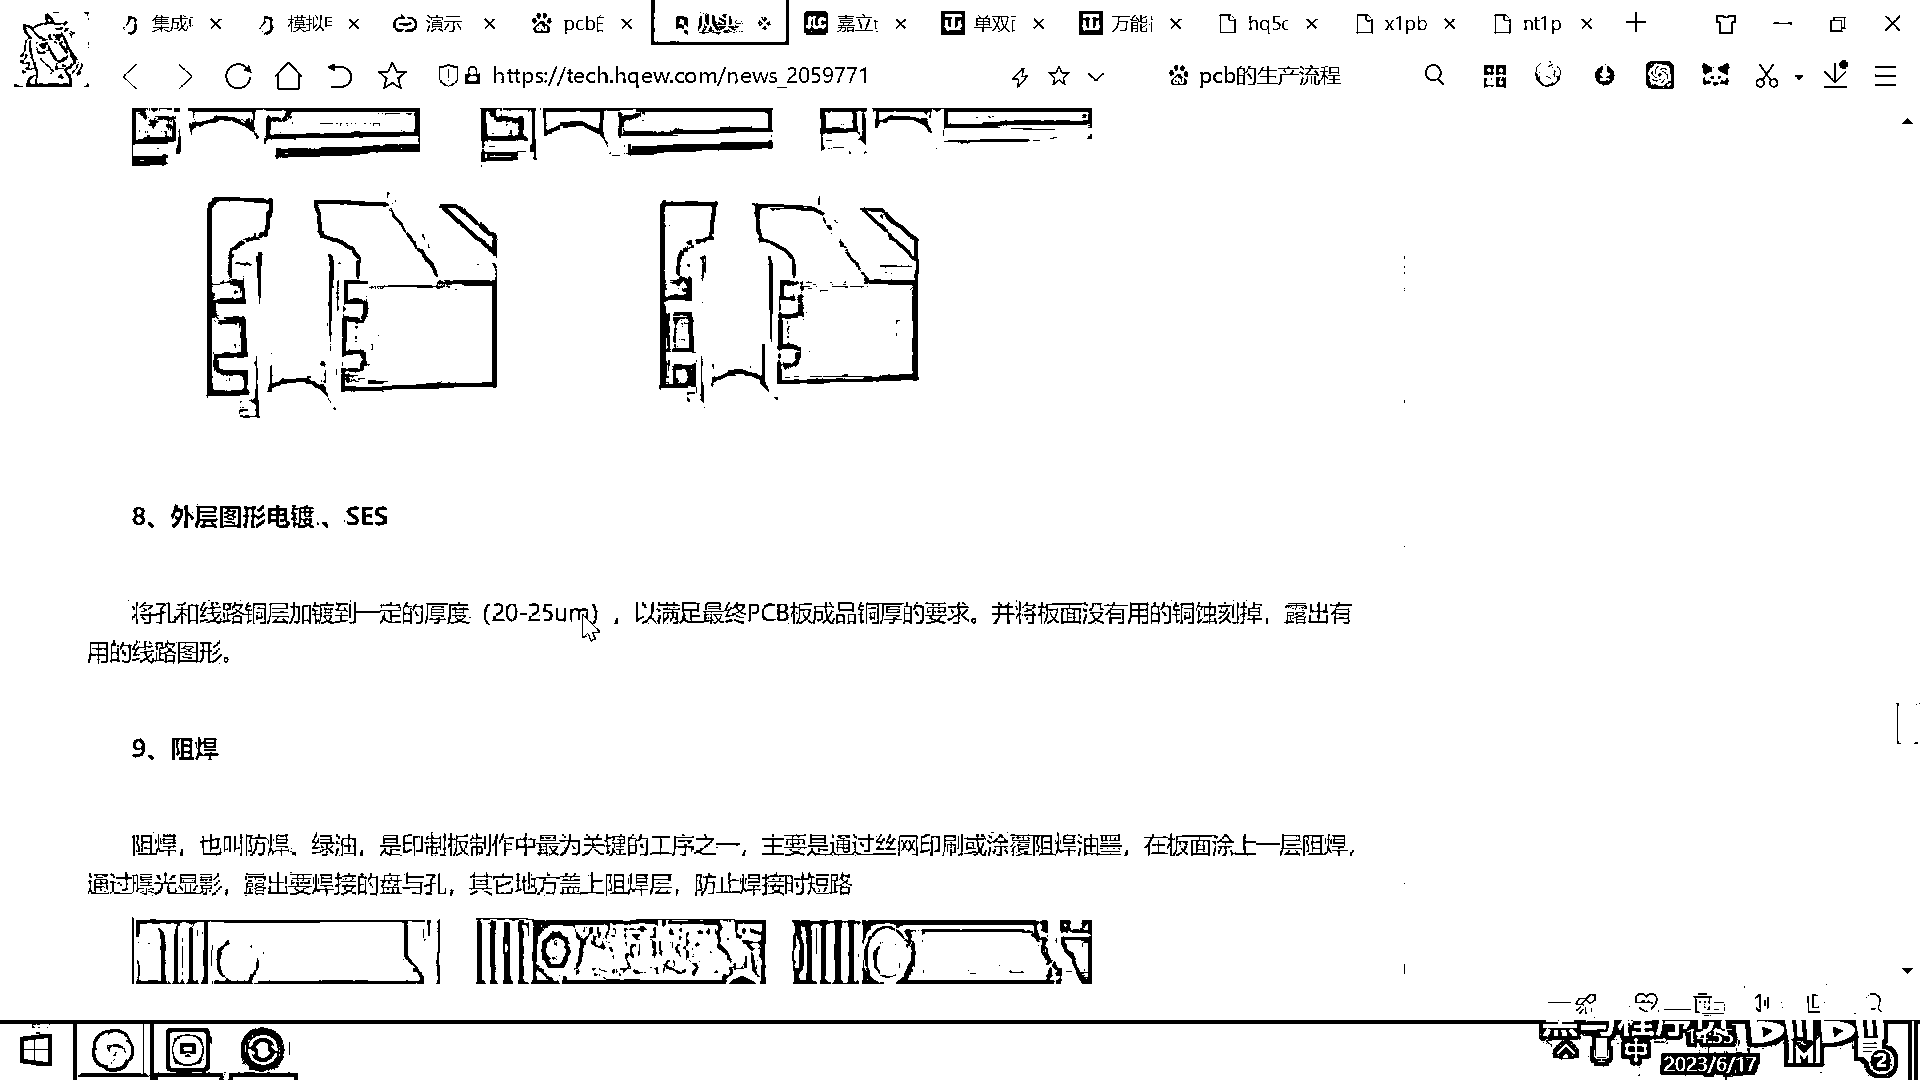 集成
模拟
演示
pcb
嘉立
单双
万能
hq5c
x1pb
nt1p
https://tech.hqew.com/news_2059771
pcb的生产流程
8、外层图形电镀、SES
将孔和线路铜层加镀到一定的厚度（20-25um），以满足最终PCB板成品铜厚的要求。并将板面没有用的铜蚀刻掉，露出有
用的线路图形。
9、阻焊
阻焊，也叫防焊、绿油，是印制板制作中最为关键的工序之一，主要是通过丝网印刷或涂覆阻焊油墨，在板面涂上一层阻焊，
通过曝光显影，露出要焊接的盘与孔，其它地方盖上阻焊层，防止焊接时短路
中
14:55
2023/6/17
2